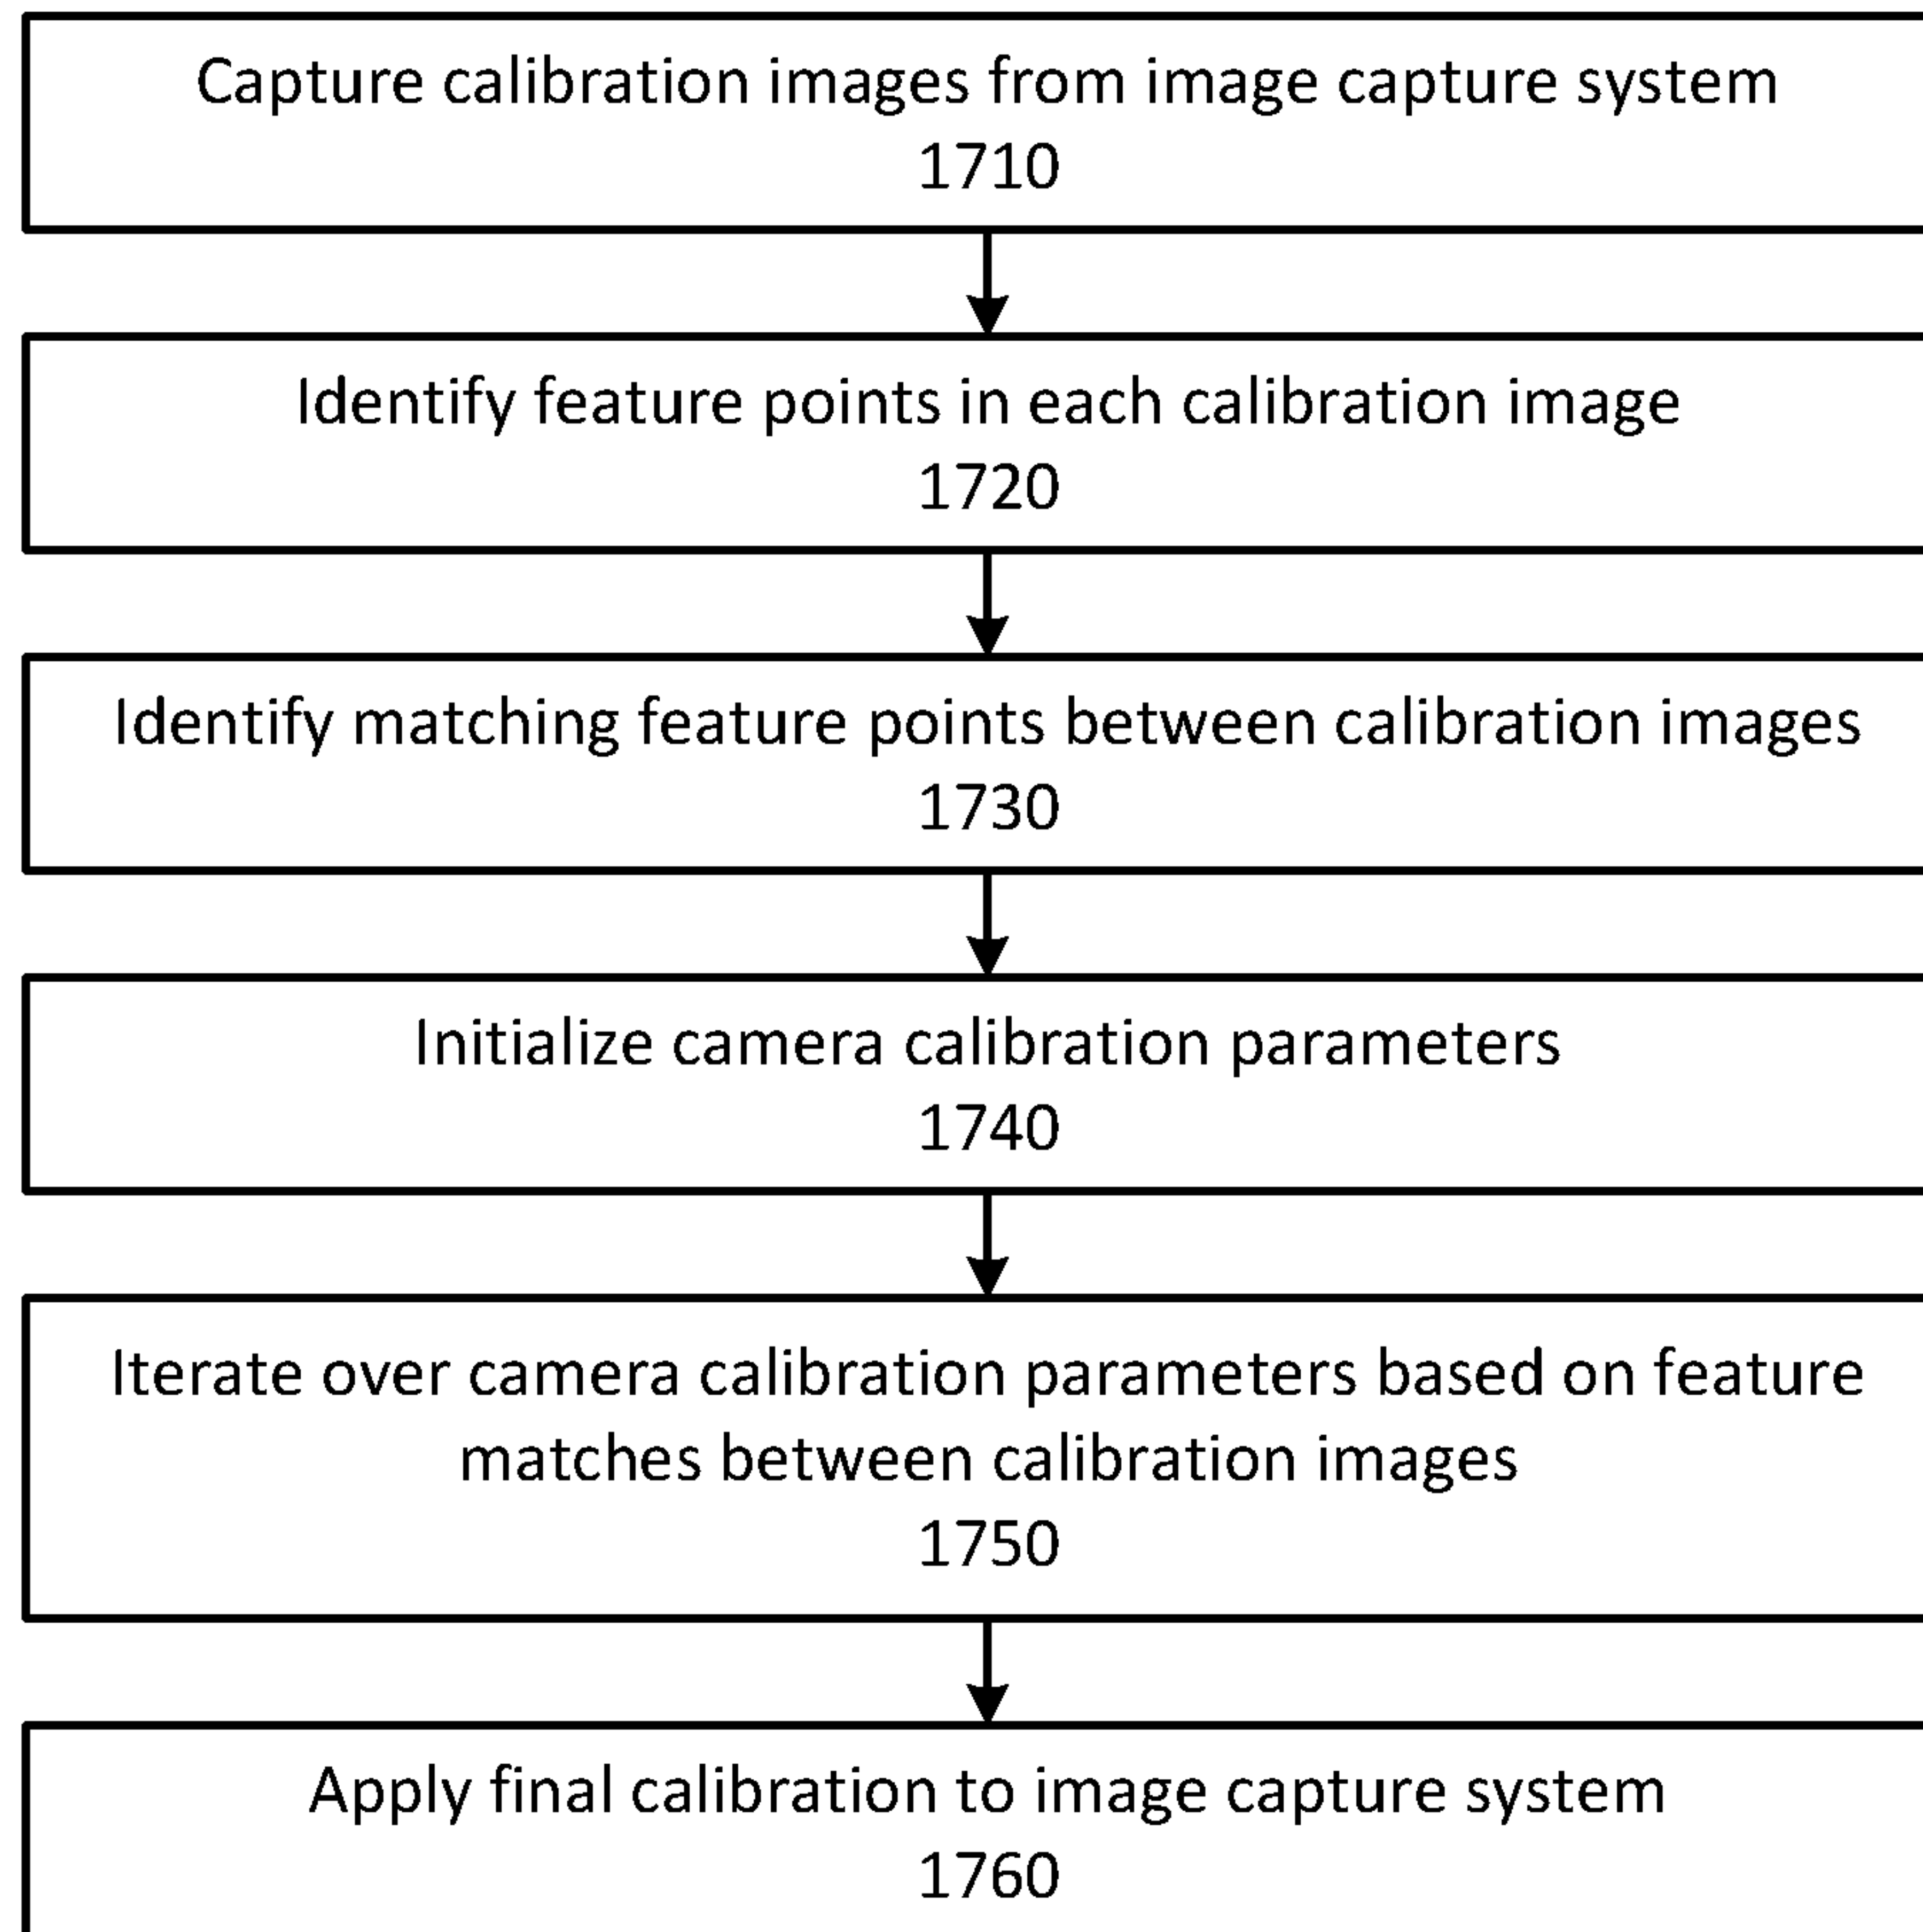 Capture calibration images from image capture system
1710
Identify feature points in each calibration image
1720
Identify matching feature points between calibration images
1730
Initialize camera calibration parameters
1740
Iterate over camera calibration parameters based on feature
matches between calibration images
1750
Apply final calibration to image capture system
1760